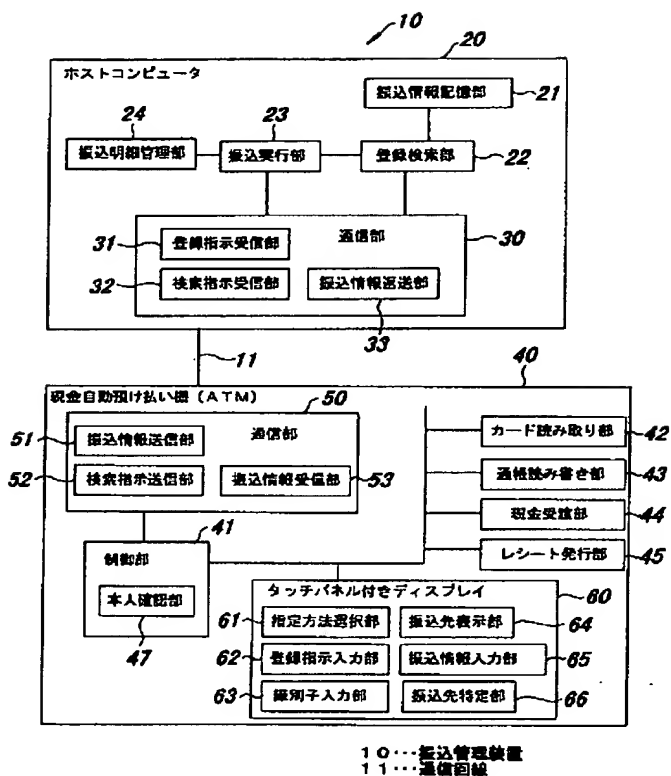 10
20
ホストコンピュータ
振込情報記憶部 21
24
23
振込明細管理部
振込実行部
登録検索部 22
31 登録指示受信部
通信部 30
32 検索指示受信部
振込情報返送部
33
11
40
現金自動預け払い機(ATM)
50
51 振込情報送信部
通信部
52 検索指示送信部
振込情報受信部 53
カード読み取り部 42
通帳読み書き部 43
現金受渡部 44
レシート発行部 45
41
制御部
本人確認部
47
タッチパネル付きディスプレイ 60
61 指定方法選択部
振込先表示部 64
62 登録指示入力部
振込情報入力部 65
63 識別子入力部
振込先特定部 66
10…振込管理装置
11…通信回線